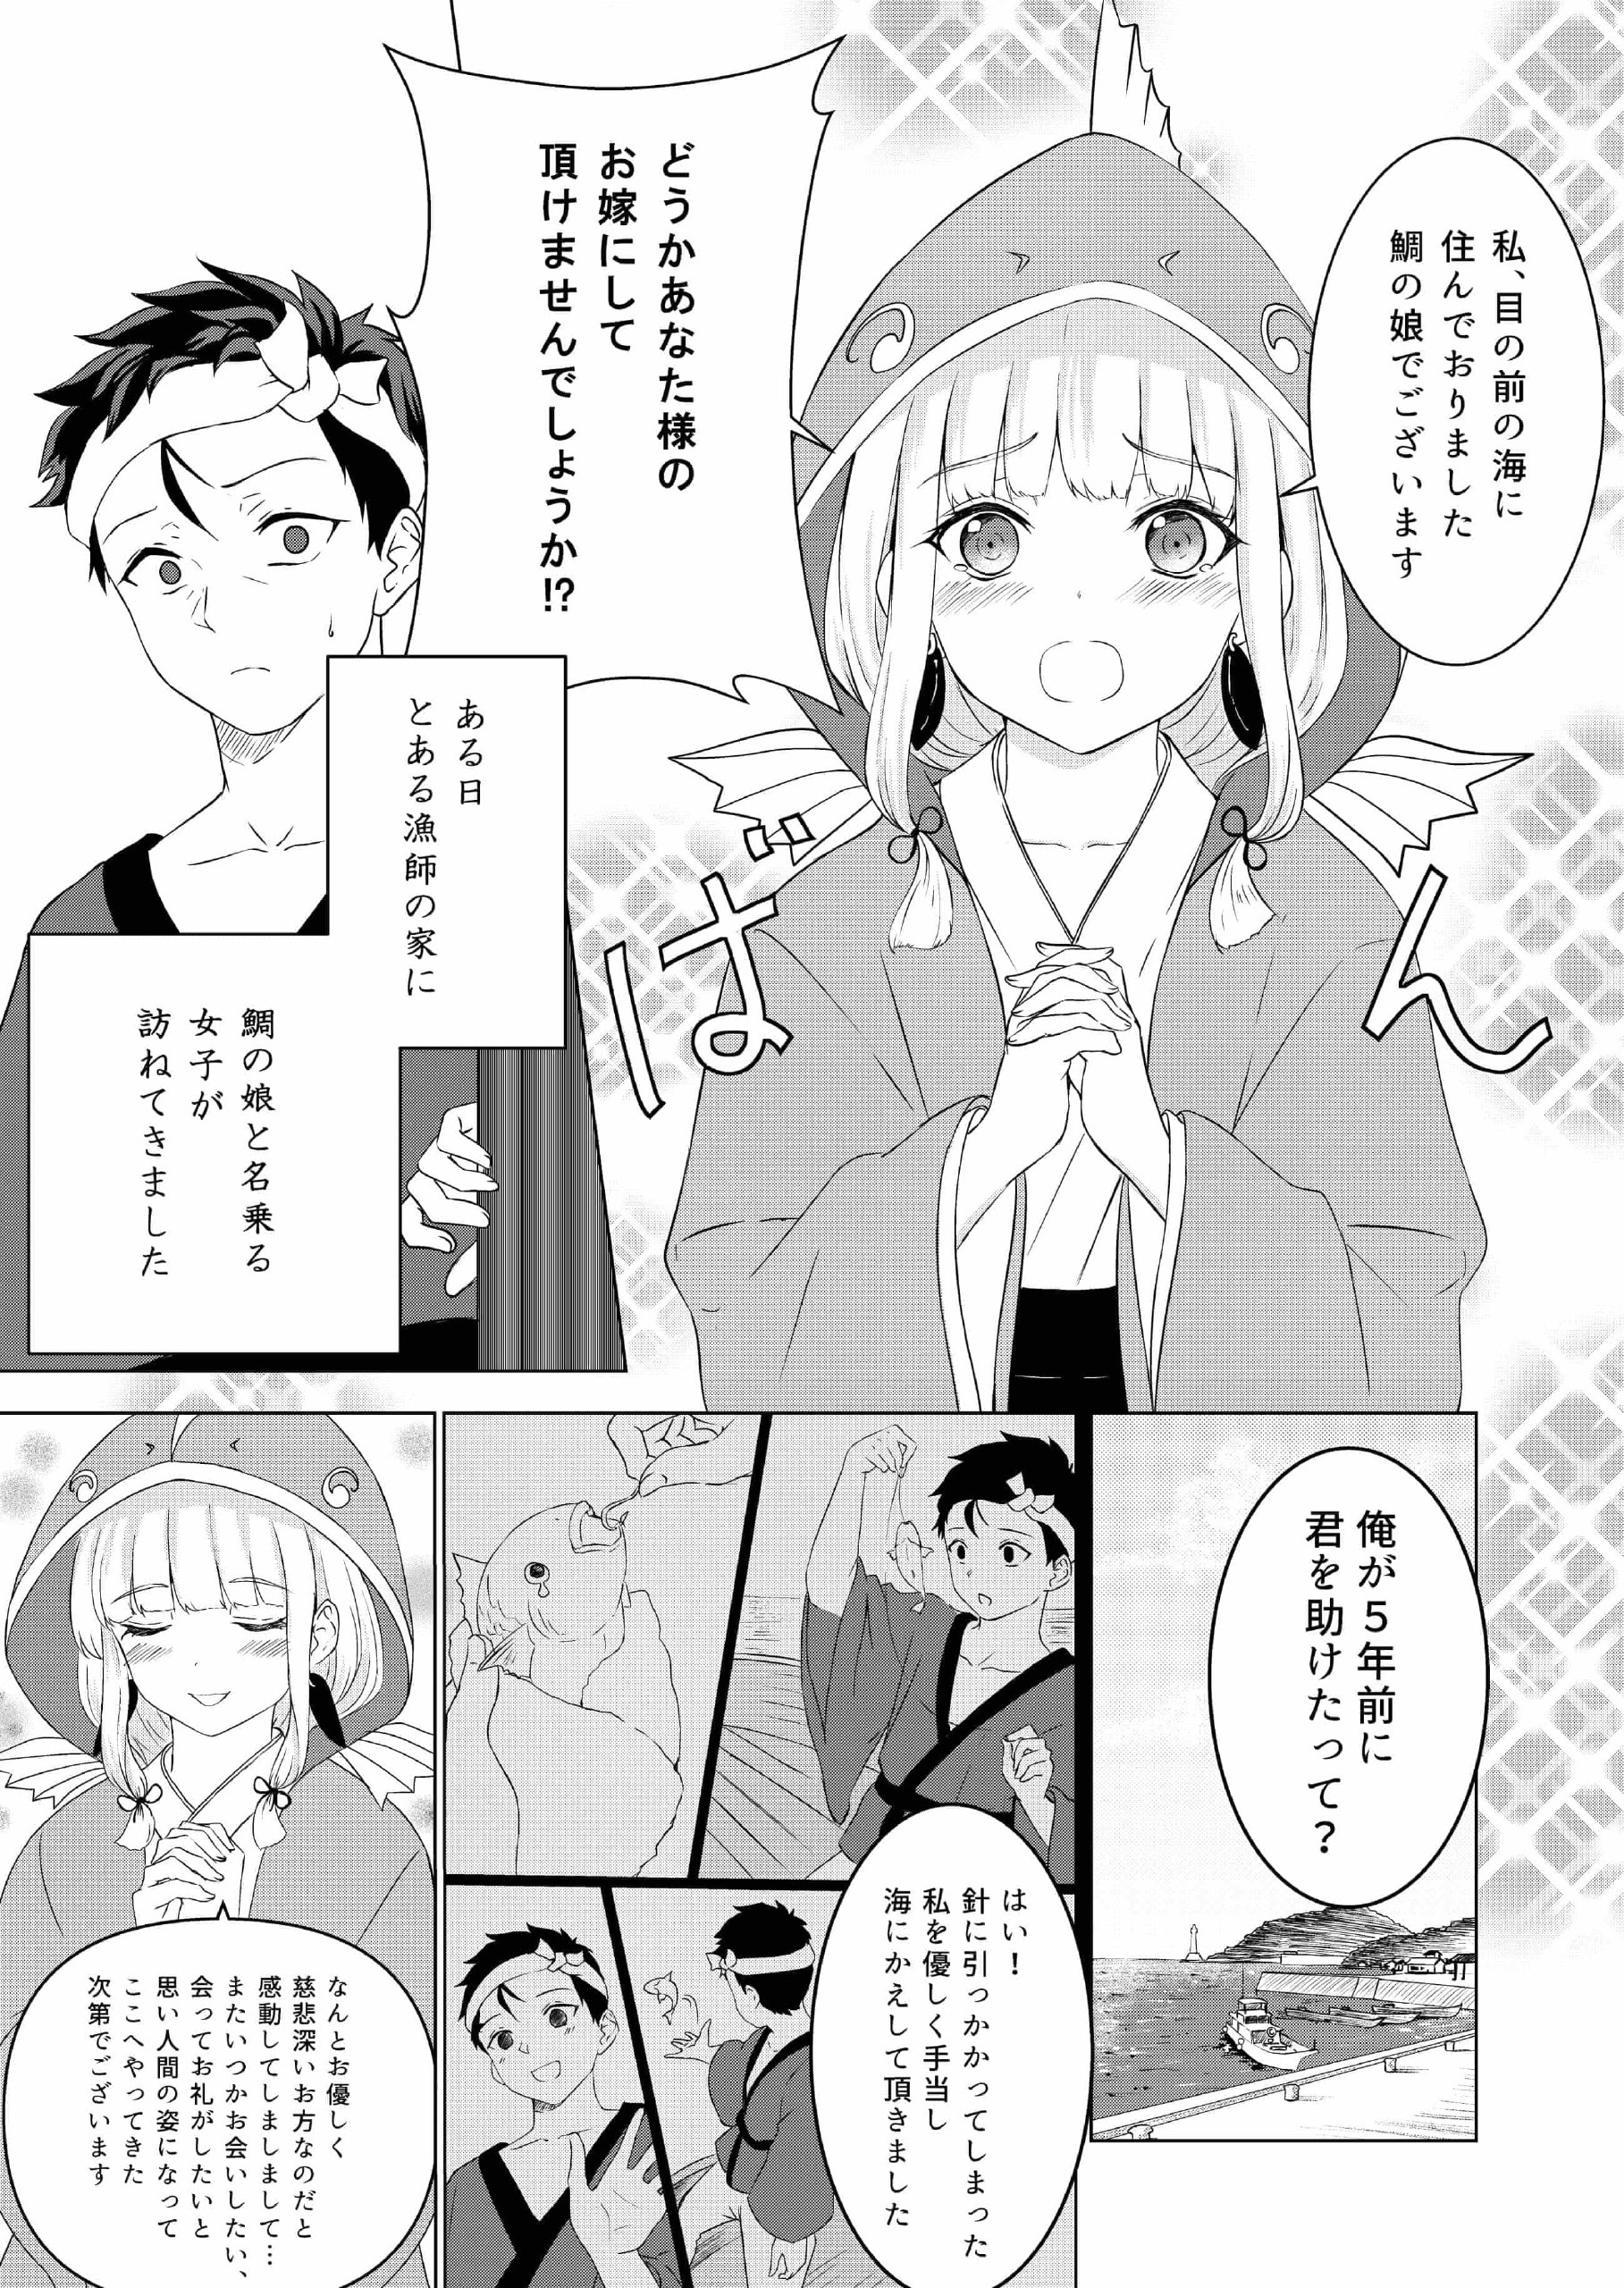 私、目の前の海に
住んでおりました
鯛の娘でございます
どうかあなた様の
お嫁にして
頂けませんでしょうか!?
ばん
ある日
とある漁師の家に
鯛の娘と名乗る
女子が
訪ねてきました
俺が5年前に
君を助けたって?
はい!
針に引っかかってしまった
私を優しく手当し
海にかえして頂きました
なんとお優しく
慈悲深いお方なのだと
感動してしましまして…
またいつかお会いしたい、
会ってお礼がしたいと
思い人間の姿になって
ここへやってきた
次第でございます